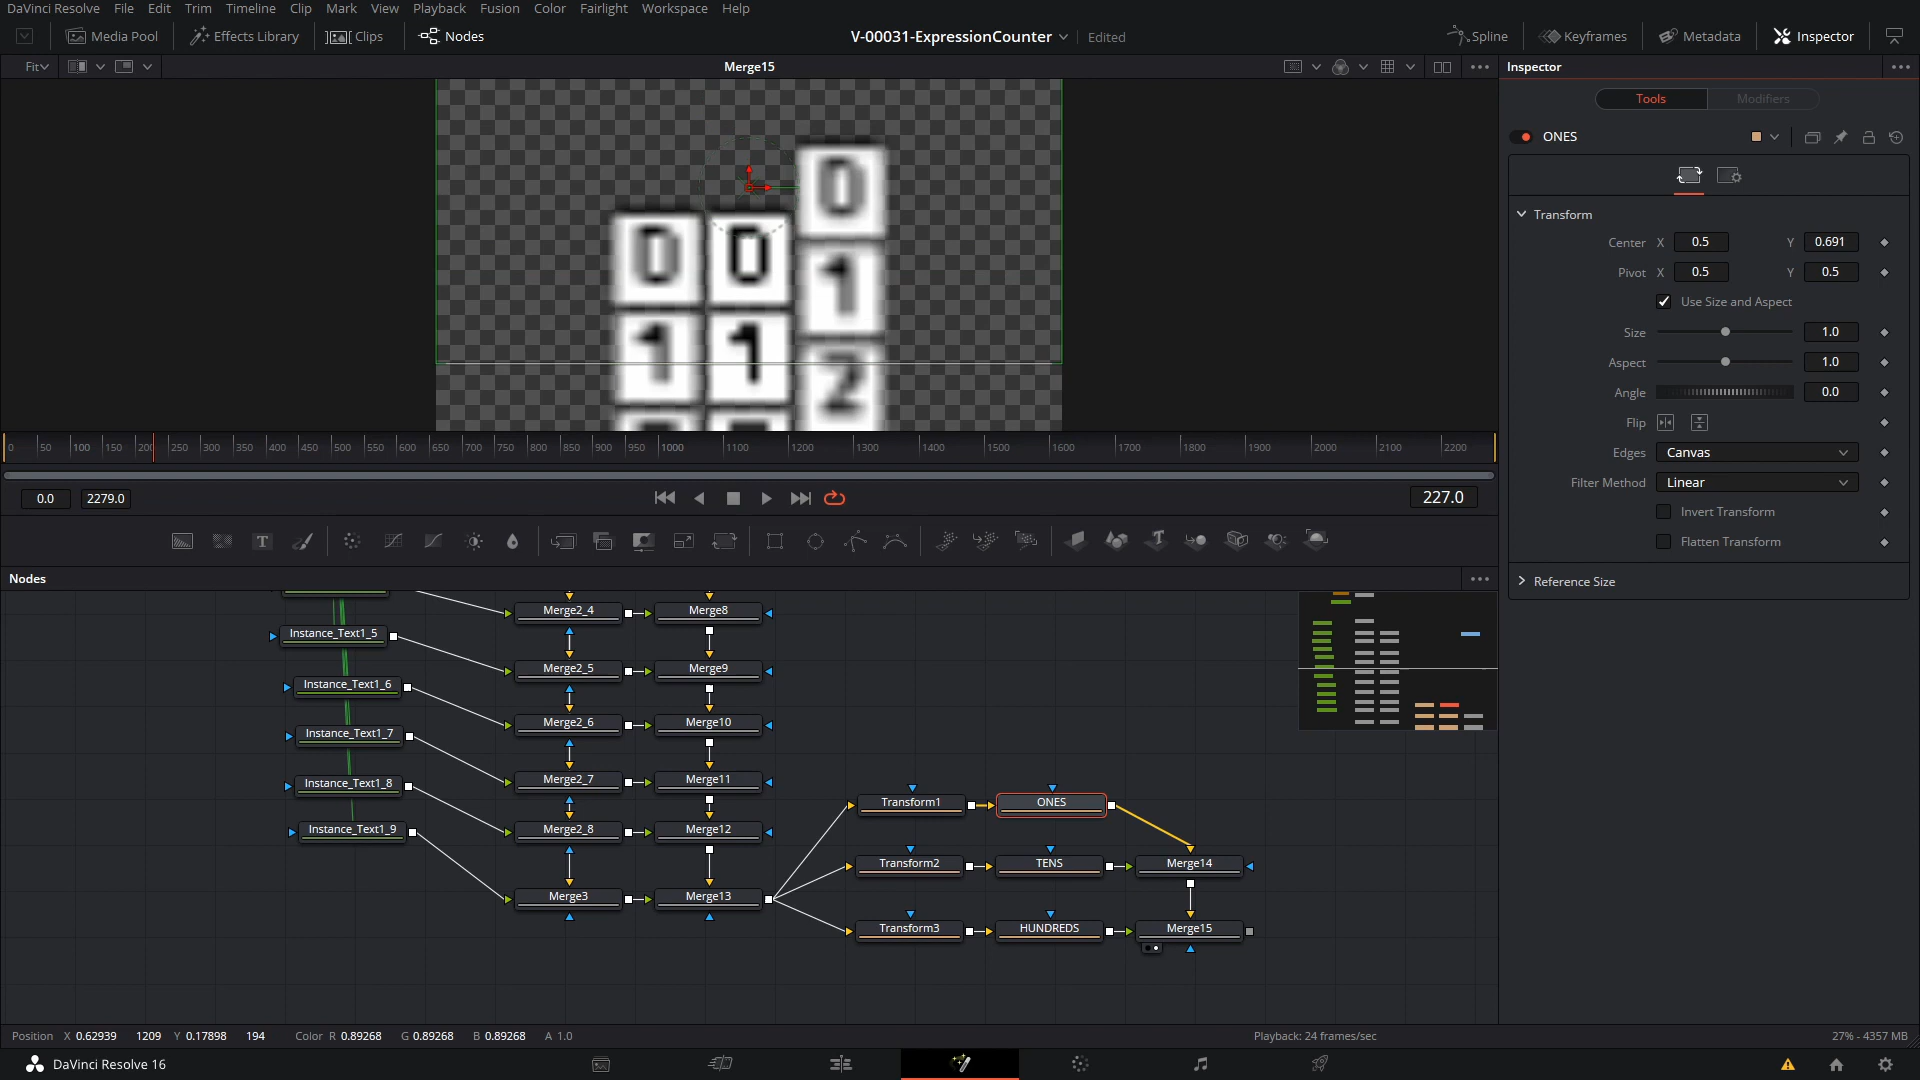 DaVinci Resolve File Edit Trim Timeline Clip Mark View Playback Fusion Color Fairlight Workspace Help
Media Pool Effects Library Clips Nodes V-00031-ExpressionCounter Edited Spline Keyframes Metadata Inspector
Fit Merge15 Inspector
Tools Modifiers
ONES
Transform
Center X 0.5 Y 0.691
Pivot X 0.5 Y 0.5
Use Size and Aspect
Size 1.0
Aspect 1.0
Angle 0.0
Flip
Edges Canvas
Filter Method Linear
Invert Transform
Flatten Transform
Reference Size
0
0 0
1
1 1
2
0 50 100 150 200 250 300 350 400 450 500 550 600 650 700 750 800 850 900 950 1000 1100 1200 1300 1400 1500 1600 1700 1800 1900 2000 2100 2200
0.0 2279.0 227.0
T T
Nodes
Merge2_4 Merge8
Instance_Text1_5
Merge2_5 Merge9
Instance_Text1_6
Merge2_6 Merge10
Instance_Text1_7
Merge2_7 Merge11
Instance_Text1_8
Transform1 ONES
Instance_Text1_9 Merge2_8 Merge12
Transform2 TENS Merge14
Merge3 Merge13
Transform3 HUNDREDS Merge15
Position X 0.62939 1209 Y 0.17898 194 Color R 0.89268 G 0.89268 B 0.89268 A 1.0 Playback: 24 frames/sec 27% - 4357 MB
DaVinci Resolve 16